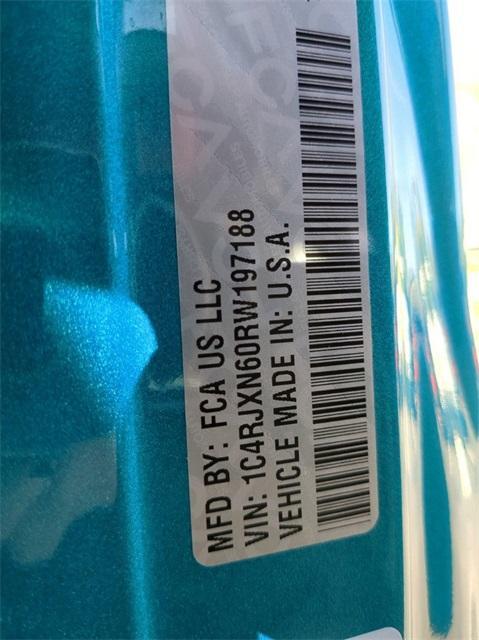 MFD BY: FCA US LLC
VIN: 1C4RJXN60RW197188
VEHICLE MADE IN: U.S.A.